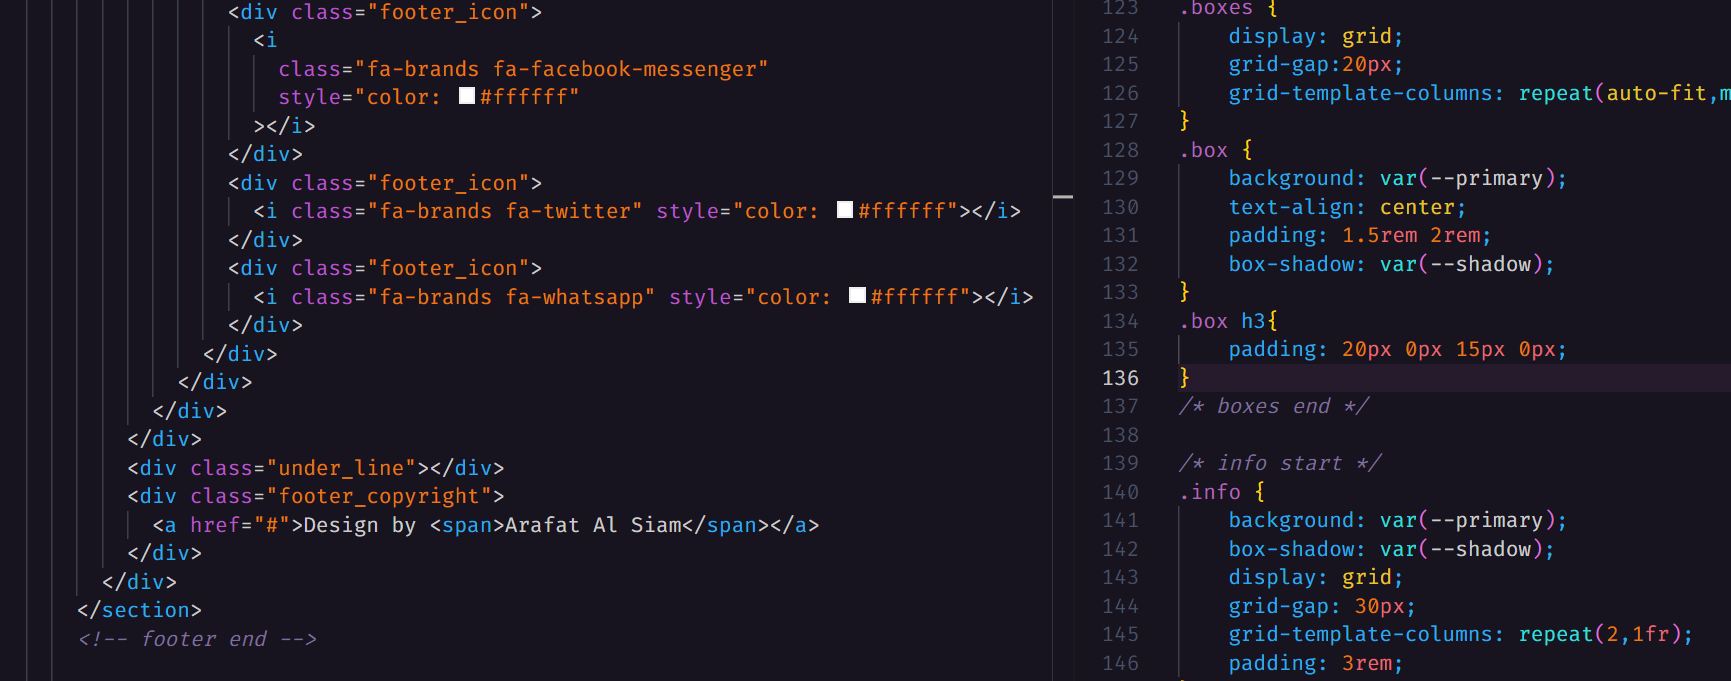 <div class="footer_icon">
<i
class="fa-brands fa-facebook-messenger"
style="color: #ffffff"
></i>
</div>
<div class="footer_icon">
<i class="fa-brands fa-twitter" style="color: #ffffff"></i>
</div>
<div class="footer_icon">
<i class="fa-brands fa-whatsapp" style="color: #ffffff"></i>
</div>
</div>
</div>
</div>
</div>
<div class="under_line"></div>
<div class="footer_copyright">
<a href="#">Design by <span>Arafat Al Siam</span></a>
</div>
</div>
</section>
<!-- footer end -->
123 .boxes {
124 display: grid;
125 grid-gap:20px;
126 grid-template-columns: repeat(auto-fit,m
127 }
128 .box {
129 background: var(--primary);
130 text-align: center;
131 padding: 1.5rem 2rem;
132 box-shadow: var(--shadow);
133 }
134 .box h3{
135 padding: 20px 0px 15px 0px;
136 }
137 /* boxes end */
138
139 /* info start */
140 .info {
141 background: var(--primary);
142 box-shadow: var(--shadow);
143 display: grid;
144 grid-gap: 30px;
145 grid-template-columns: repeat(2,1fr);
146 padding: 3rem;